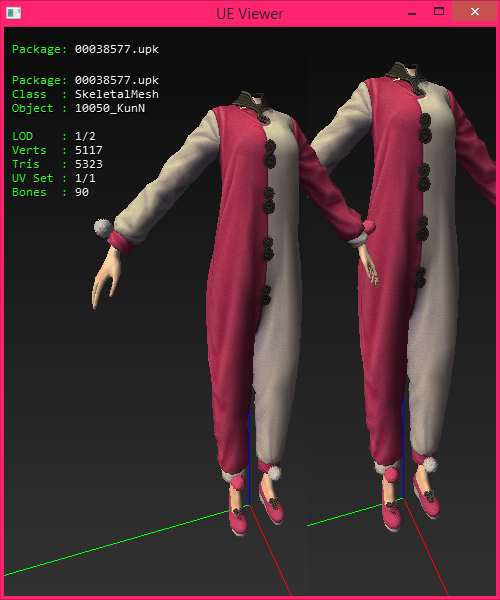 UE Viewer
Package: 00038577.upk
Package: 00038577.upk
Class  : SkeletalMesh
Object : 10050_KunN
LOD    : 1/2
Verts  : 5117
Tris   : 5323
UV Set : 1/1
Bones  : 90